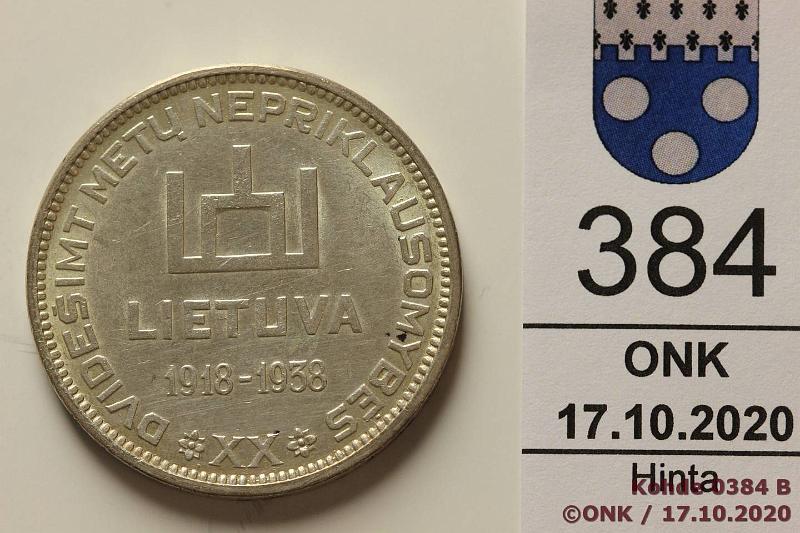 DVIDEŠIMT METŲ NEPRIKLAUSOMYBĖS
LIETUVA
1918-1938
XX
384
ONK
17.10.2020
Hinta
Kohde 0384 B
©ONK / 17.10.2020